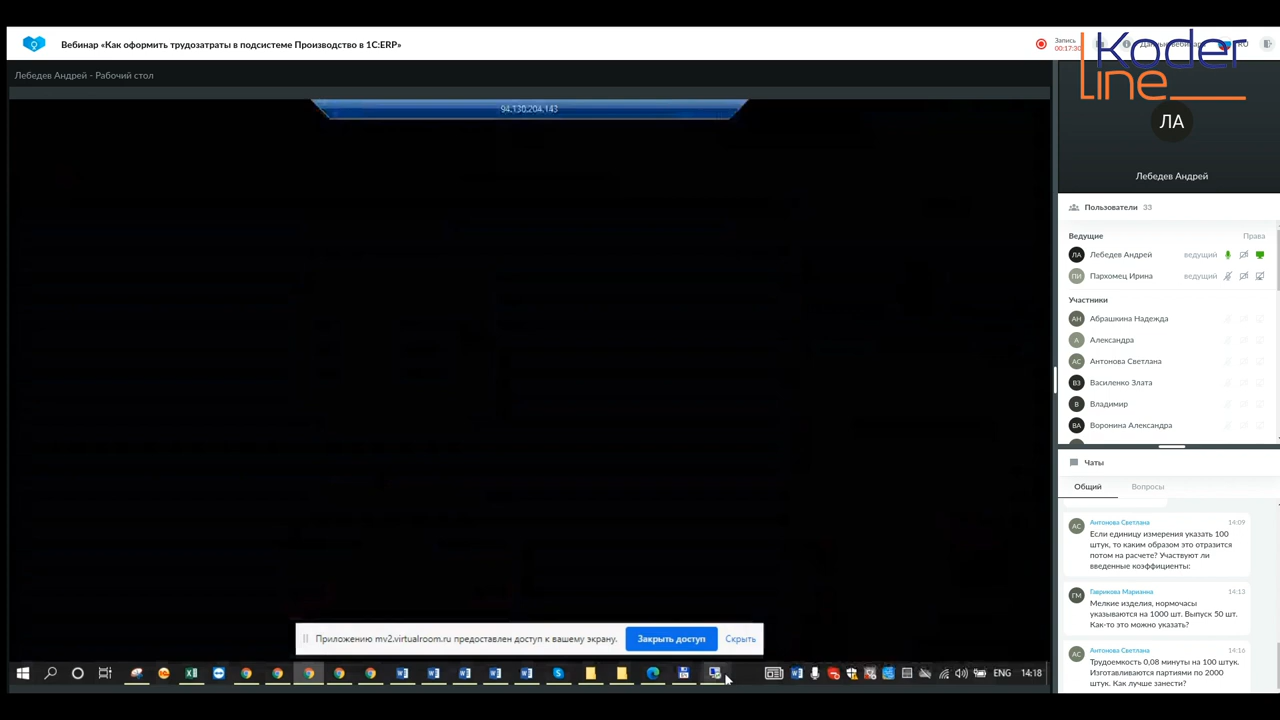 Вебинар «Как оформить трудозатраты в подсистеме Производство в 1С:ERP»
Запись
00:17:30
RU
Koder
line
Лебедев Андрей - Рабочий стол
94.130.204.143
ЛА
Лебедев Андрей
Пользователи 33
Ведущие Права
ЛА Лебедев Андрей ведущий
ПИ Пархомец Ирина ведущий
Участники
АН Абрашкина Надежда
А Александра
АС Антонова Светлана
ВЗ Василенко Злата
В Владимир
ВА Воронина Александра
Чаты
Общий Вопросы
АС Антонова Светлана 14:09
Если единицу измерения указать 100
штук, то каким образом это отразится
потом на расчете? Участвуют ли
введенные коэффициенты:
ГМ Гаврикова Марианна 14:13
Мелкие изделия, нормочасы
указываются на 1000 шт. Выпуск 50 шт.
Как-то это можно указать?
АС Антонова Светлана 14:16
Трудоемкость 0,08 минуты на 100 штук.
Изготавливаются партиями по 2000
штук. Как лучше занести?
Приложению mv2.virtualroom.ru предоставлен доступ к вашему экрану. Закрыть доступ Скрыть
ENG 14:18